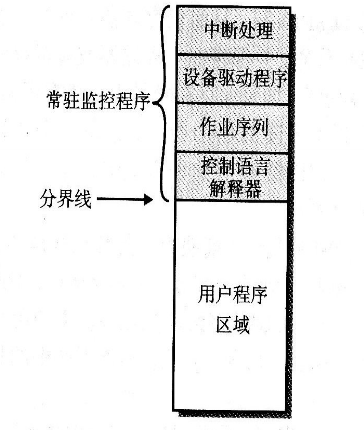 中断处理
设备驱动程序
常驻监控程序
作业序列
控制语言
解释器
分界线
用户程序
区域